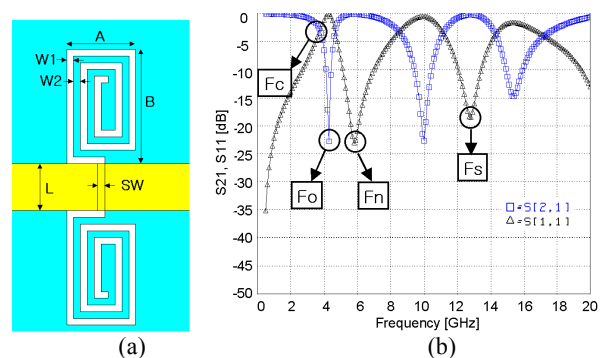 A
W1
W2
B
L
SW
(a)
S21, S11 [dB]
0
-5
-10
-15
-20
-25
-30
-35
-40
-45
-50
Fc
Fo
Fn
Fs
=S[2,1]
=S[1,1]
0 2 4 6 8 10 12 14 16 18 20
Frequency [GHz]
(b)